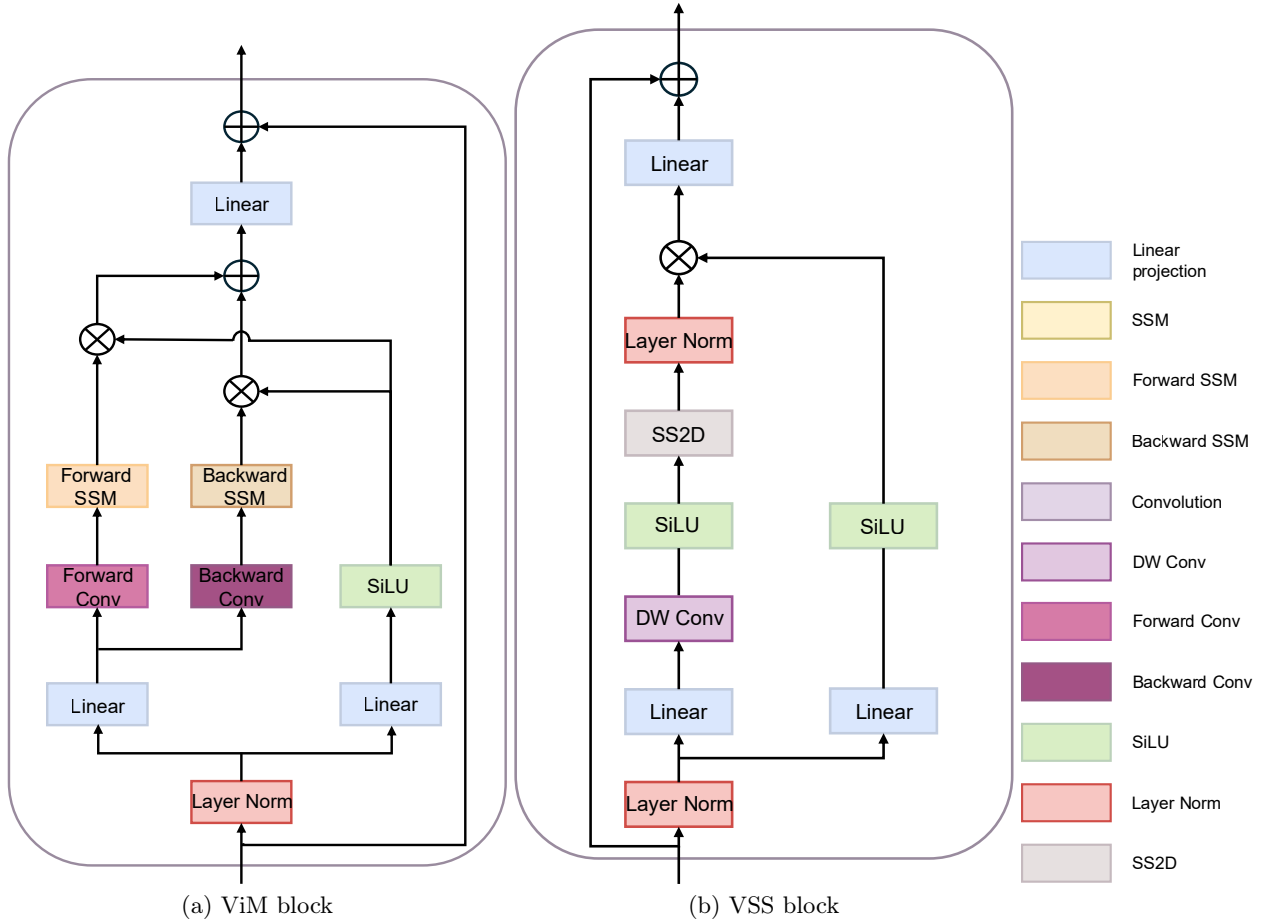 Linear
Forward
SSM
Backward
SSM
Forward
Conv
Backward
Conv
SiLU
Linear
Linear
Layer Norm
(a) ViM block
Linear
Layer Norm
SS2D
SiLU
SiLU
DW Conv
Linear
Linear
Layer Norm
(b) VSS block
Linear
projection
SSM
Forward SSM
Backward SSM
Convolution
DW Conv
Forward Conv
Backward Conv
SiLU
Layer Norm
SS2D